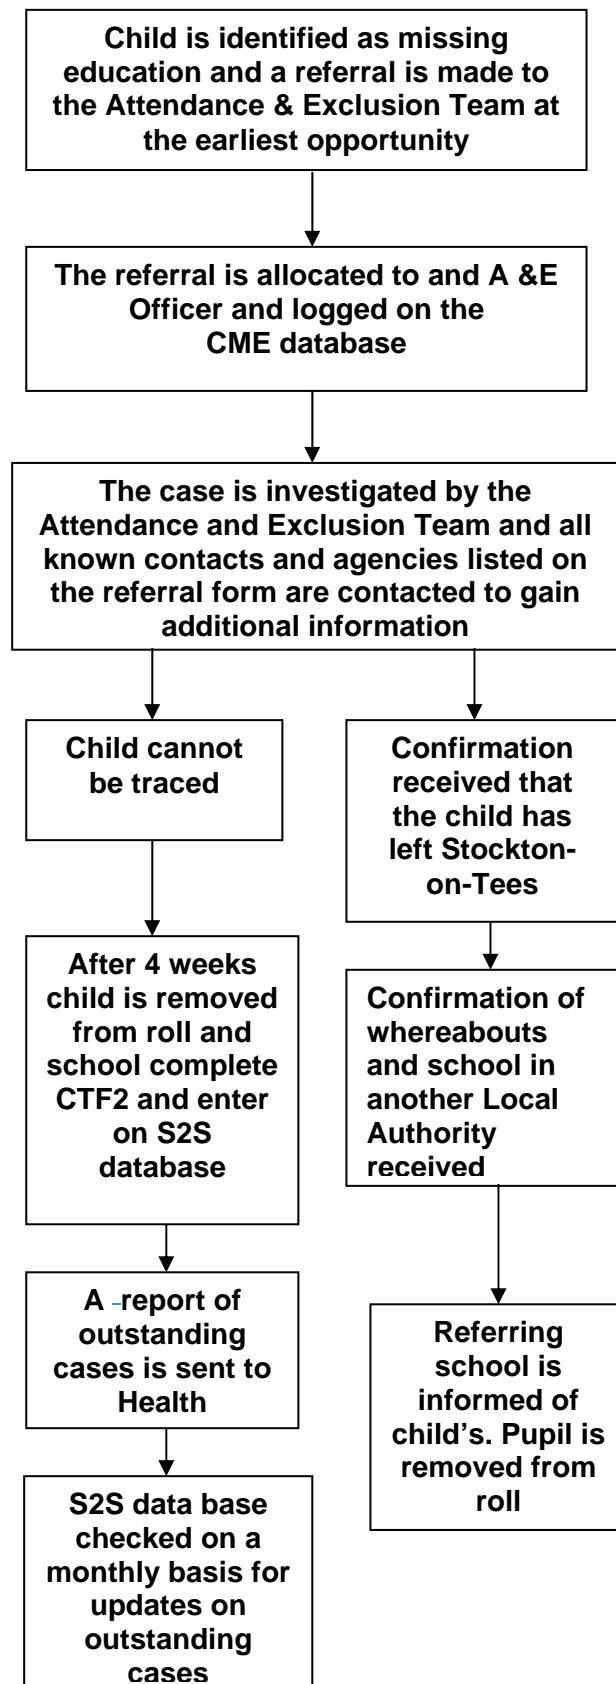 Child is identified as missing
education and a referral is made to
the Attendance & Exclusion Team at
the earliest opportunity
The referral is allocated to and A &E
Officer and logged on the
CME database
The case is investigated by the
Attendance and Exclusion Team and all
known contacts and agencies listed on
the referral form are contacted to gain
additional information
Child cannot
be traced
After 4 weeks
child is removed
from roll and
school complete
CTF2 and enter
on S2S
database
A report of
outstanding
cases is sent to
Health
S2S data base
checked on a
monthly basis for
updates on
outstanding
cases
Confirmation
received that
the child has
left Stockton-
on-Tees
Confirmation of
whereabouts
and school in
another Local
Authority
received
Referring
school is
informed of
child’s. Pupil is
removed from
roll